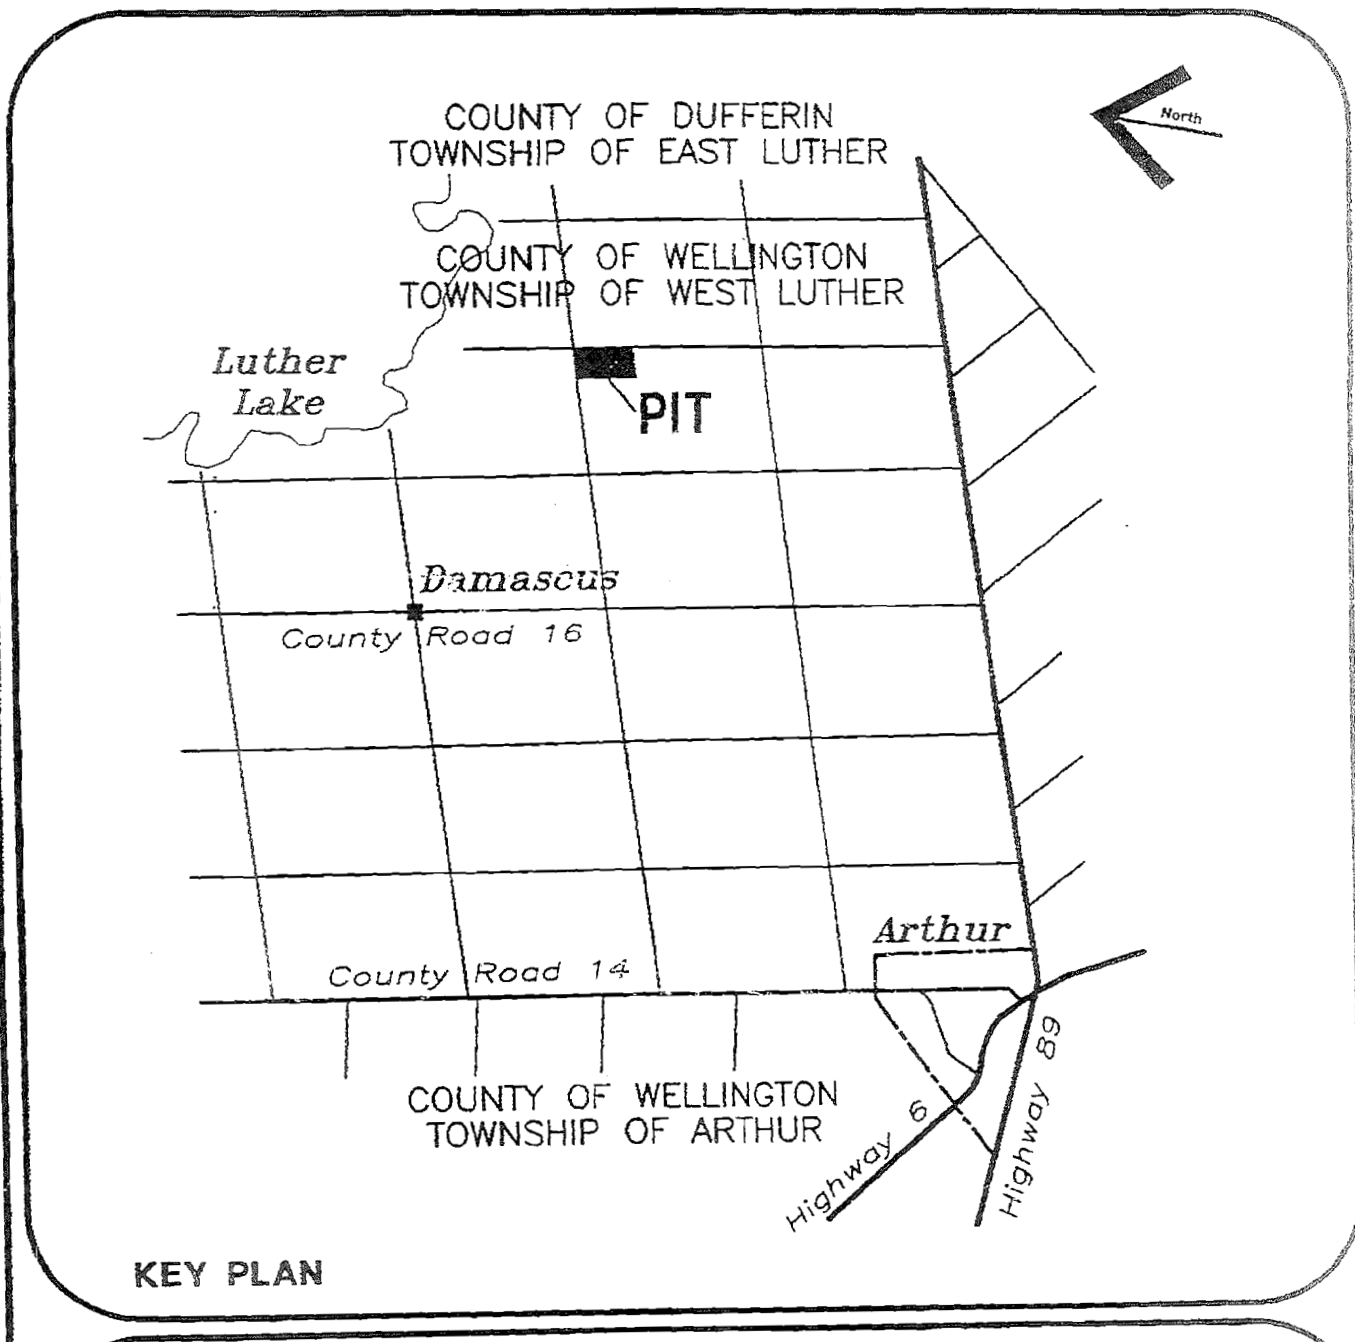 North
COUNTY OF DUFFERIN
TOWNSHIP OF EAST LUTHER
COUNTY OF WELLINGTON
TOWNSHIP OF WEST LUTHER
Luther
Lake
PIT
Damascus
County Road 16
Arthur
County Road 14
COUNTY OF WELLINGTON
TOWNSHIP OF ARTHUR
Highway 6
Highway 89
KEY PLAN